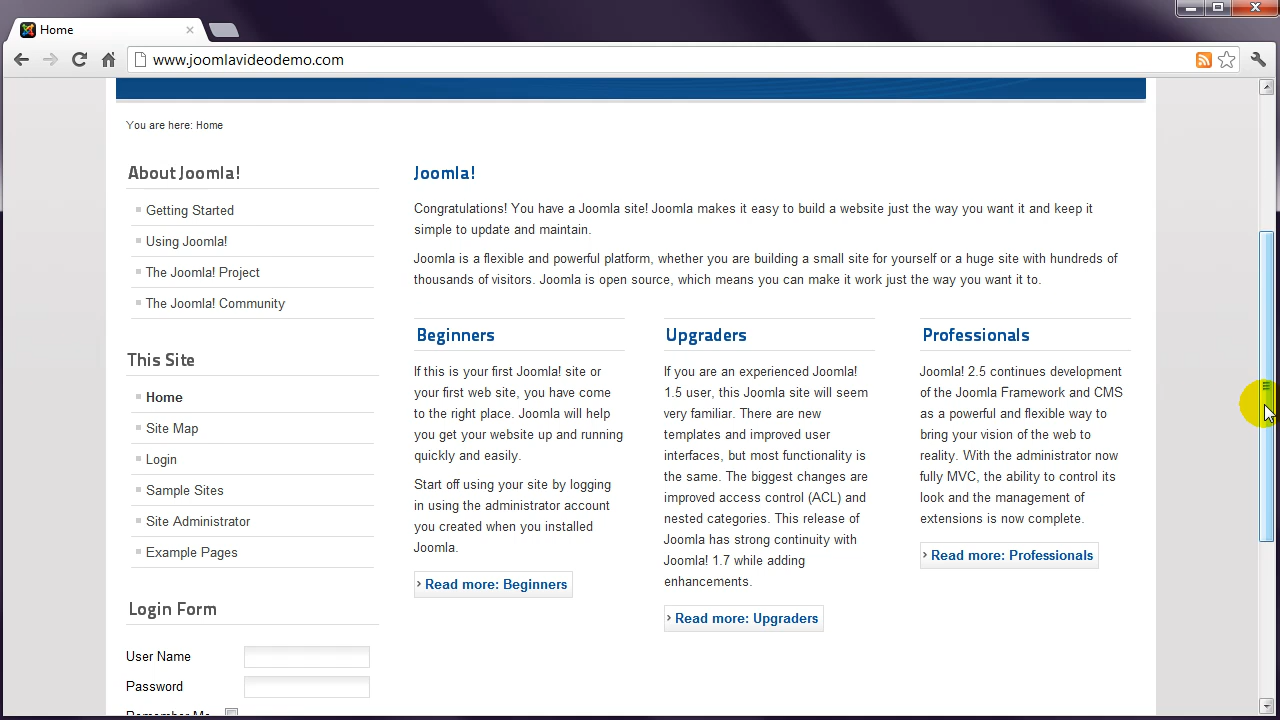 Home
www.joomlavideodemo.com
You are here: Home
About Joomla!
Getting Started
Using Joomla!
The Joomla! Project
The Joomla! Community
This Site
Home
Site Map
Login
Sample Sites
Site Administrator
Example Pages
Login Form
User Name
Password
Remember Me
Joomla!
Congratulations! You have a Joomla site! Joomla makes it easy to build a website just the way you want it and keep it
simple to update and maintain.
Joomla is a flexible and powerful platform, whether you are building a small site for yourself or a huge site with hundreds of
thousands of visitors. Joomla is open source, which means you can make it work just the way you want it to.
Beginners
If this is your first Joomla! site or
your first web site, you have come
to the right place. Joomla will help
you get your website up and running
quickly and easily.
Start off using your site by logging
in using the administrator account
you created when you installed
Joomla.
Read more: Beginners
Upgraders
If you are an experienced Joomla!
1.5 user, this Joomla site will seem
very familiar. There are new
templates and improved user
interfaces, but most functionality is
the same. The biggest changes are
improved access control (ACL) and
nested categories. This release of
Joomla has strong continuity with
Joomla! 1.7 while adding
enhancements.
Read more: Upgraders
Professionals
Joomla! 2.5 continues development
of the Joomla Framework and CMS
as a powerful and flexible way to
bring your vision of the web to
reality. With the administrator now
fully MVC, the ability to control its
look and the management of
extensions is now complete.
Read more: Professionals